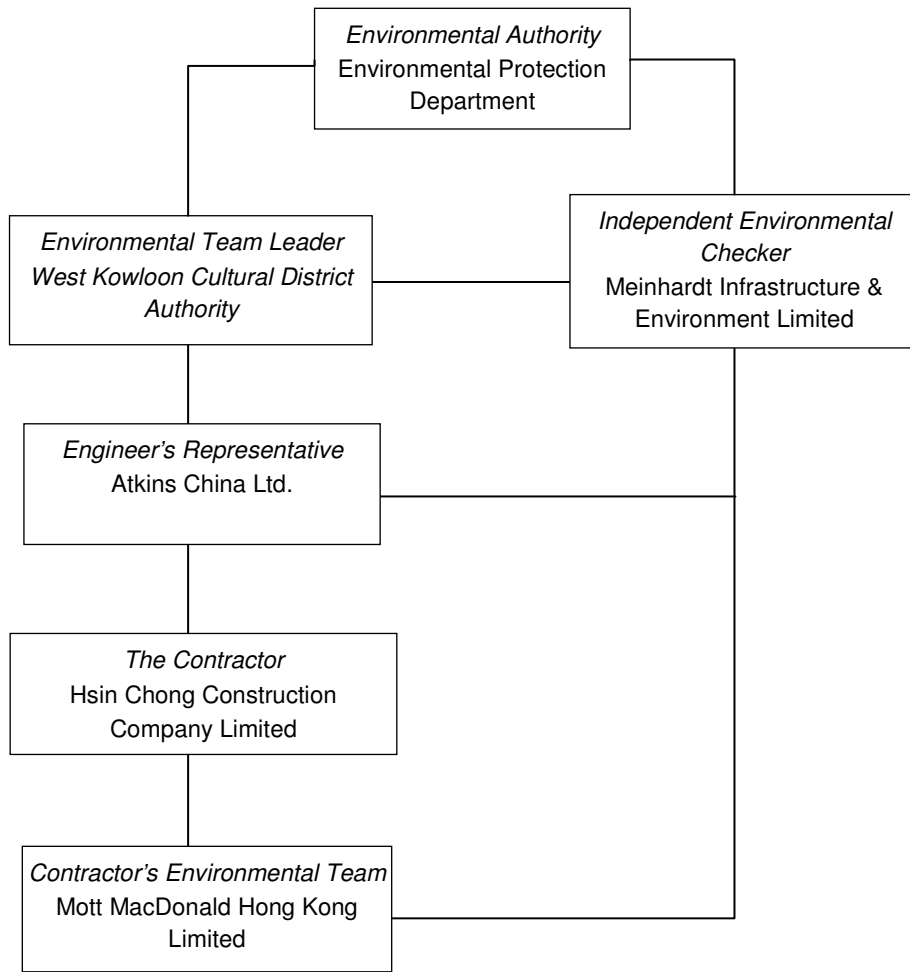 Environmental Authority
Environmental Protection
Department
Environmental Team Leader
West Kowloon Cultural District
Authority
Independent Environmental
Checker
Meinhardt Infrastructure &
Environment Limited
Engineer's Representative
Atkins China Ltd.
The Contractor
Hsin Chong Construction
Company Limited
Contractor's Environmental Team
Mott MacDonald Hong Kong
Limited